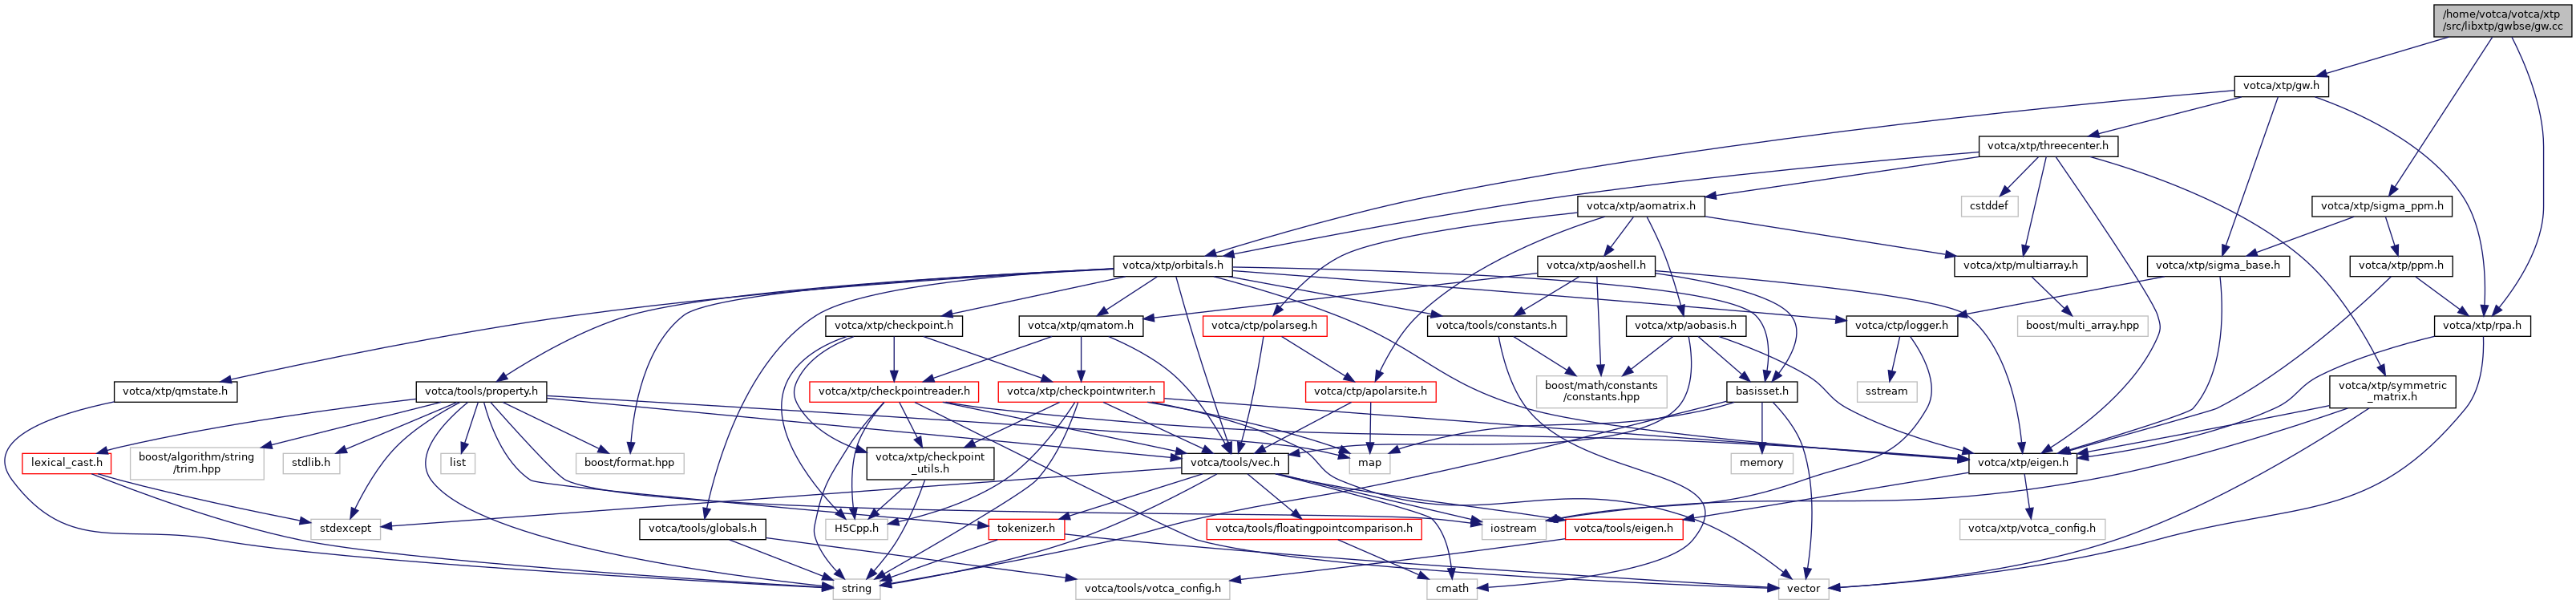 /home/votca/votca/xtp
/src/libxtp/gwbse/gw.cc
votca/xtp/gw.h
votca/xtp/threecenter.h
votca/xtp/aomatrix.h
cstddef
votca/xtp/sigma_ppm.h
votca/xtp/orbitals.h
votca/xtp/aoshell.h
votca/xtp/multiarray.h
votca/xtp/sigma_base.h
votca/xtp/ppm.h
votca/xtp/checkpoint.h
votca/xtp/qmatom.h
votca/ctp/polarseg.h
votca/tools/constants.h
votca/xtp/aobasis.h
votca/ctp/logger.h
boost/multi_array.hpp
votca/xtp/rpa.h
votca/xtp/qmstate.h
votca/tools/property.h
votca/xtp/checkpointreader.h
votca/xtp/checkpointwriter.h
votca/ctp/apolarsite.h
boost/math/constants
/constants.hpp
basisset.h
sstream
votca/xtp/symmetric
_matrix.h
lexical_cast.h
boost/algorithm/string
/trim.hpp
stdlib.h
list
boost/format.hpp
votca/xtp/checkpoint
_utils.h
votca/tools/vec.h
map
memory
votca/xtp/eigen.h
stdexcept
votca/tools/globals.h
H5Cpp.h
tokenizer.h
votca/tools/floatingpointcomparison.h
iostream
votca/tools/eigen.h
votca/xtp/votca_config.h
string
votca/tools/votca_config.h
cmath
vector